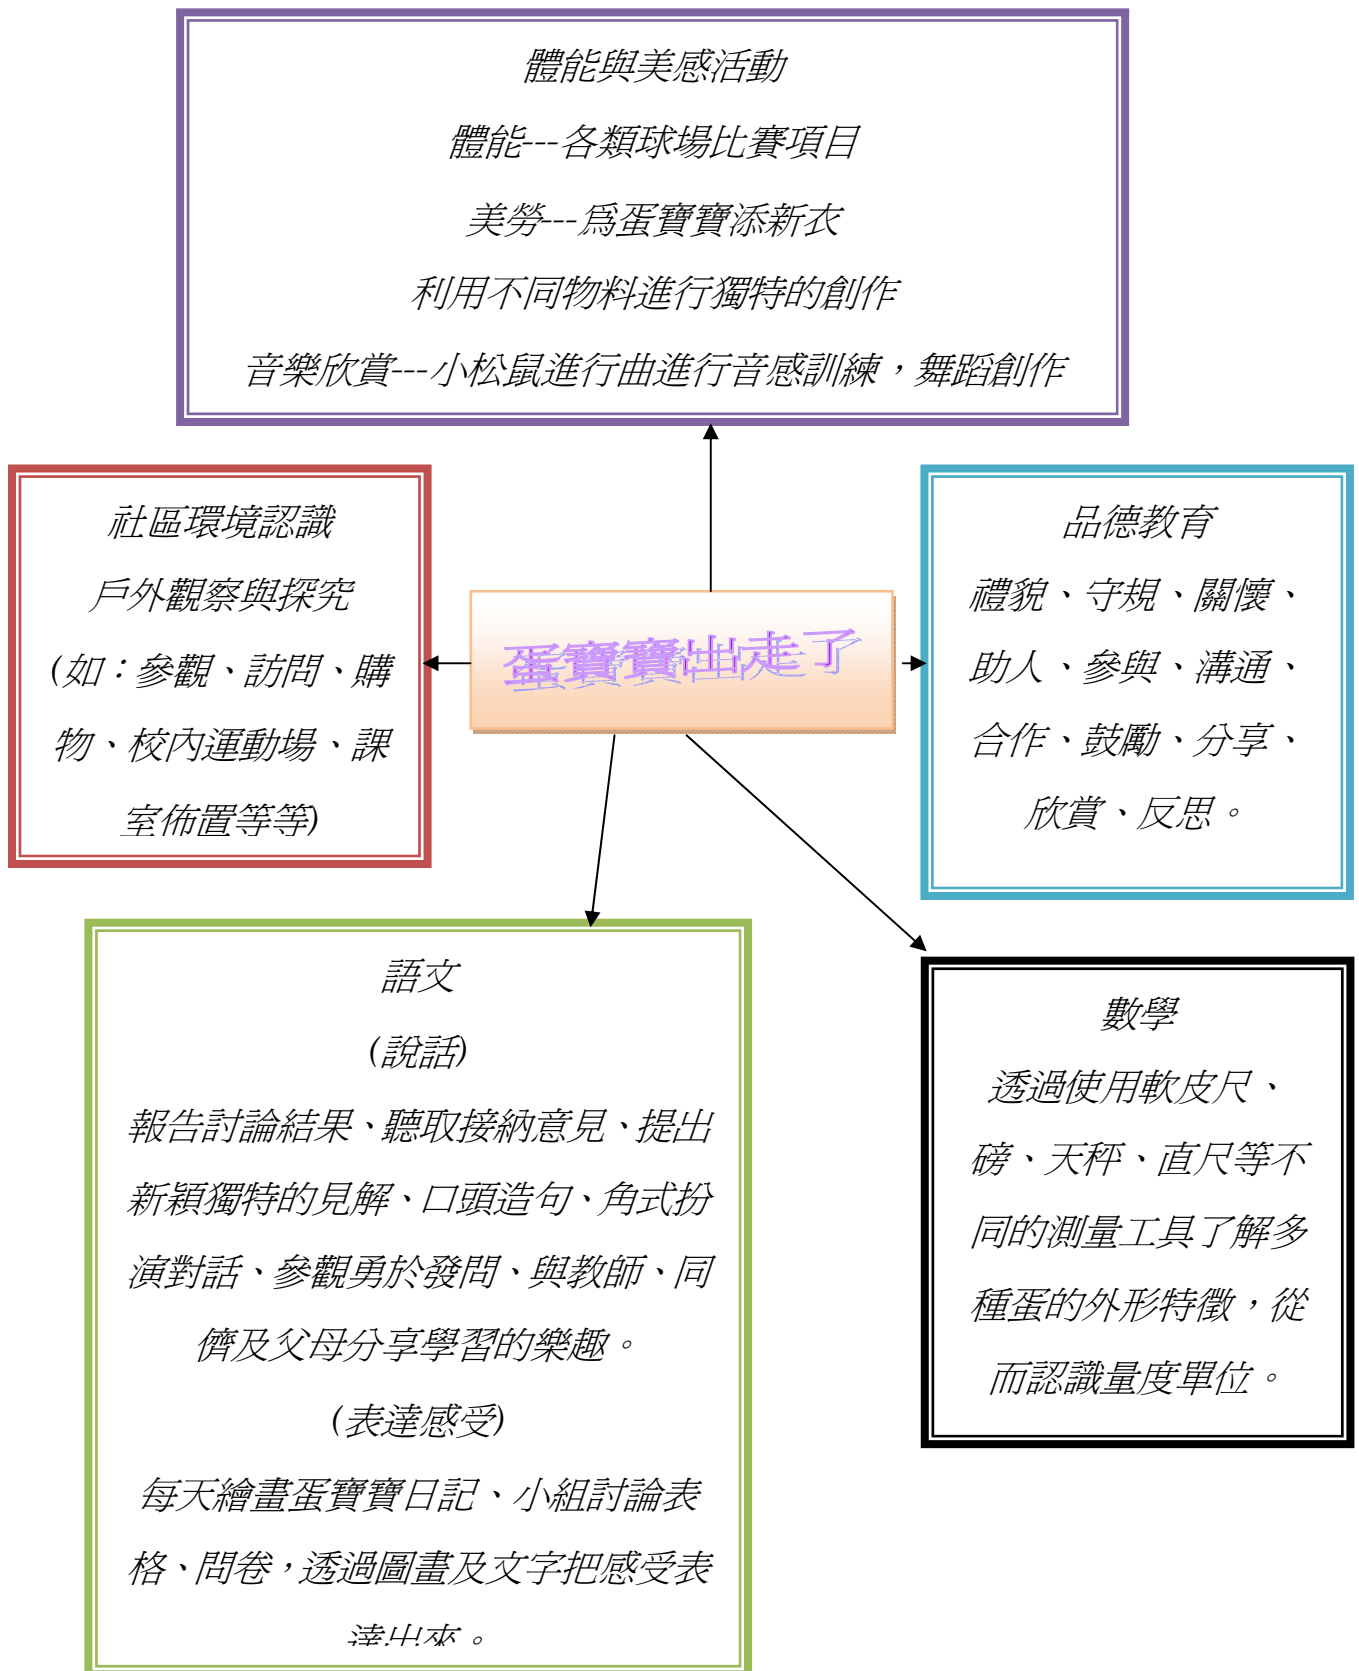 體能與美感活動
體能---各類球場比賽項目
美勞---爲蛋寶寶添新衣
利用不同物料進行獨特的創作
音樂欣賞---小松鼠進行曲進行音感訓練，舞蹈創作
社區環境認識
戶外觀察與探究
(如：參觀、訪問、購
物、校內運動場、課
室佈置等等)
蛋寶寶出走了
品德教育
禮貌、守規、關懷、
助人、參與、溝通、
合作、鼓勵、分享、
欣賞、反思。
語文
(說話)
報告討論結果、聽取接納意見、提出
新穎獨特的見解、口頭造句、角式扮
演對話、參觀勇於發問、與教師、同
儕及父母分享學習的樂趣。
(表達感受)
每天繪畫蛋寶寶日記、小組討論表
格、問卷，透過圖畫及文字把感受表
達出來。
數學
透過使用軟皮尺、
磅、天秤、直尺等不
同的測量工具了解多
種蛋的外形特徵，從
而認識量度單位。